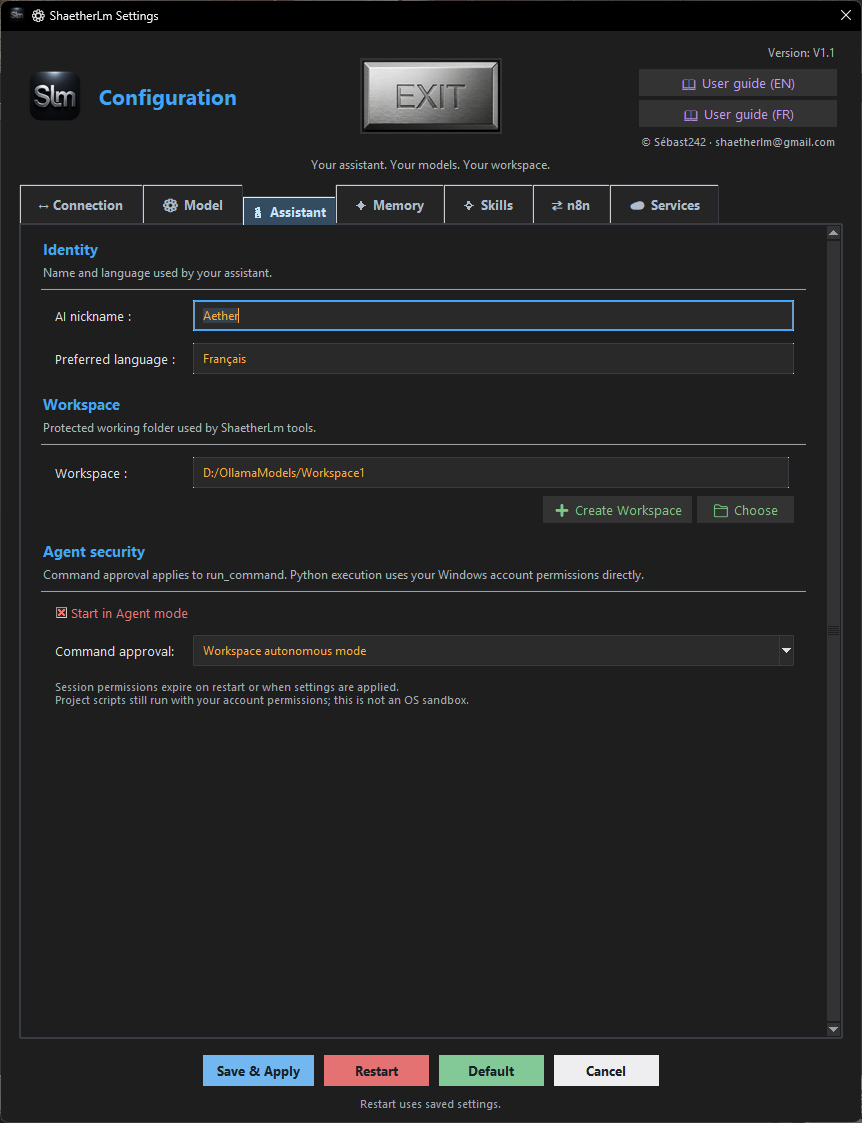 Slm ShaetherLm Settings
Version: V1.1
Slm
Configuration
EXIT
User guide (EN)
User guide (FR)
© Sébast242 · shaetherlm@gmail.com
Your assistant. Your models. Your workspace.
↔ Connection
Model
Assistant
Memory
Skills
⇄ n8n
Services
Identity
Name and language used by your assistant.
AI nickname :
Aether
Preferred language :
Français
Workspace
Protected working folder used by ShaetherLm tools.
Workspace :
D:/OllamaModels/Workspace1
Create Workspace
Choose
Agent security
Command approval applies to run_command. Python execution uses your Windows account permissions directly.
Start in Agent mode
Command approval:
Workspace autonomous mode
Session permissions expire on restart or when settings are applied.
Project scripts still run with your account permissions; this is not an OS sandbox.
Save & Apply
Restart
Default
Cancel
Restart uses saved settings.